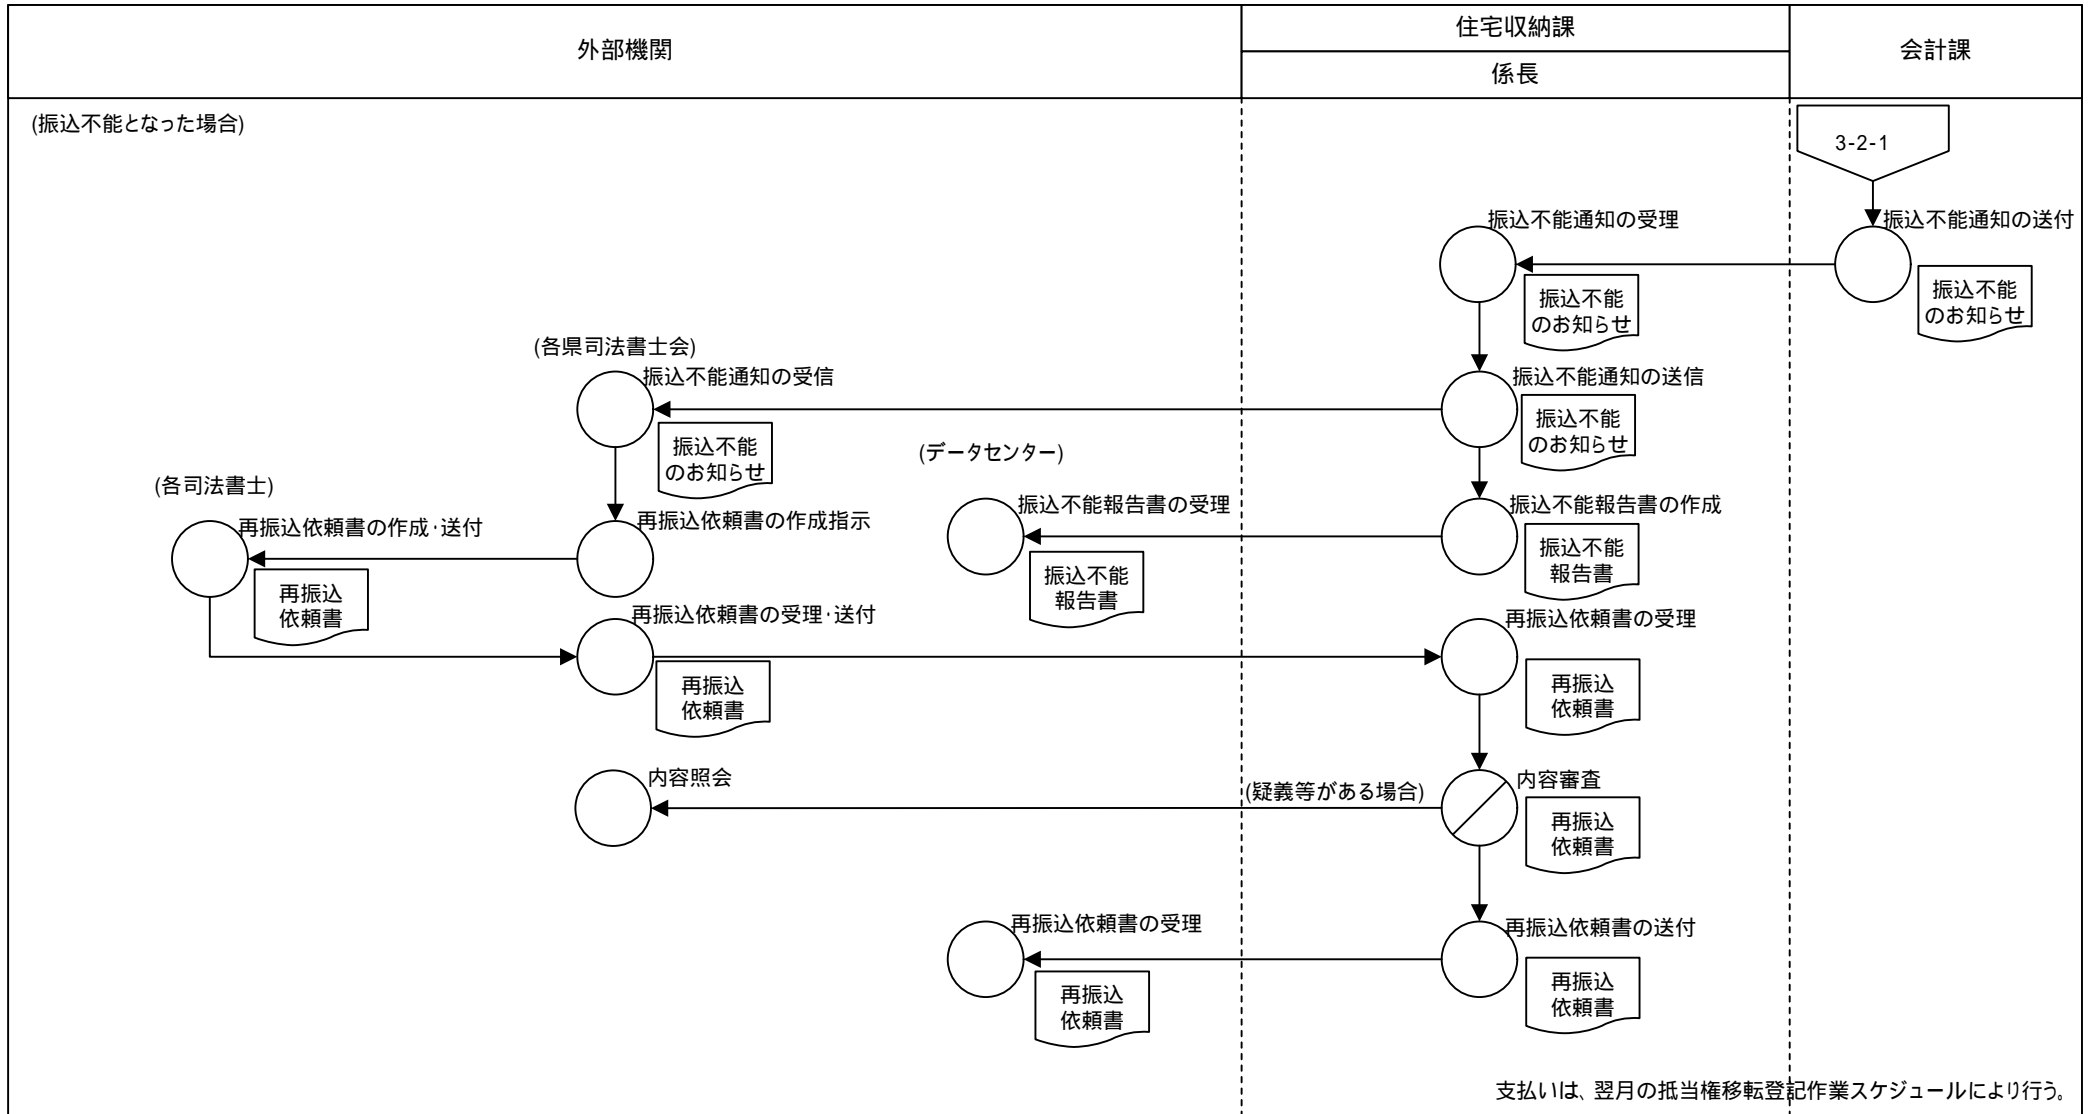 外部機関
住宅収納課
係長
会計課
(振込不能となった場合)
3-2-1
振込不能通知の受理
振込不能通知の送付
振込不能
のお知らせ
振込不能
のお知らせ
(各県司法書士会)
振込不能通知の受信
振込不能通知の送信
振込不能
のお知らせ
振込不能
のお知らせ
(データセンター)
(各司法書士)
再振込依頼書の作成・送付
再振込依頼書の作成指示
振込不能報告書の受理
振込不能報告書の作成
再振込
依頼書
振込不能
報告書
振込不能
報告書
再振込依頼書の受理・送付
再振込依頼書の受理
再振込
依頼書
再振込
依頼書
内容照会
(疑義等がある場合)
内容審査
再振込
依頼書
再振込依頼書の受理
再振込依頼書の送付
再振込
依頼書
再振込
依頼書
支払いは、翌月の抵当権移転登記作業スケジュールにより行う。